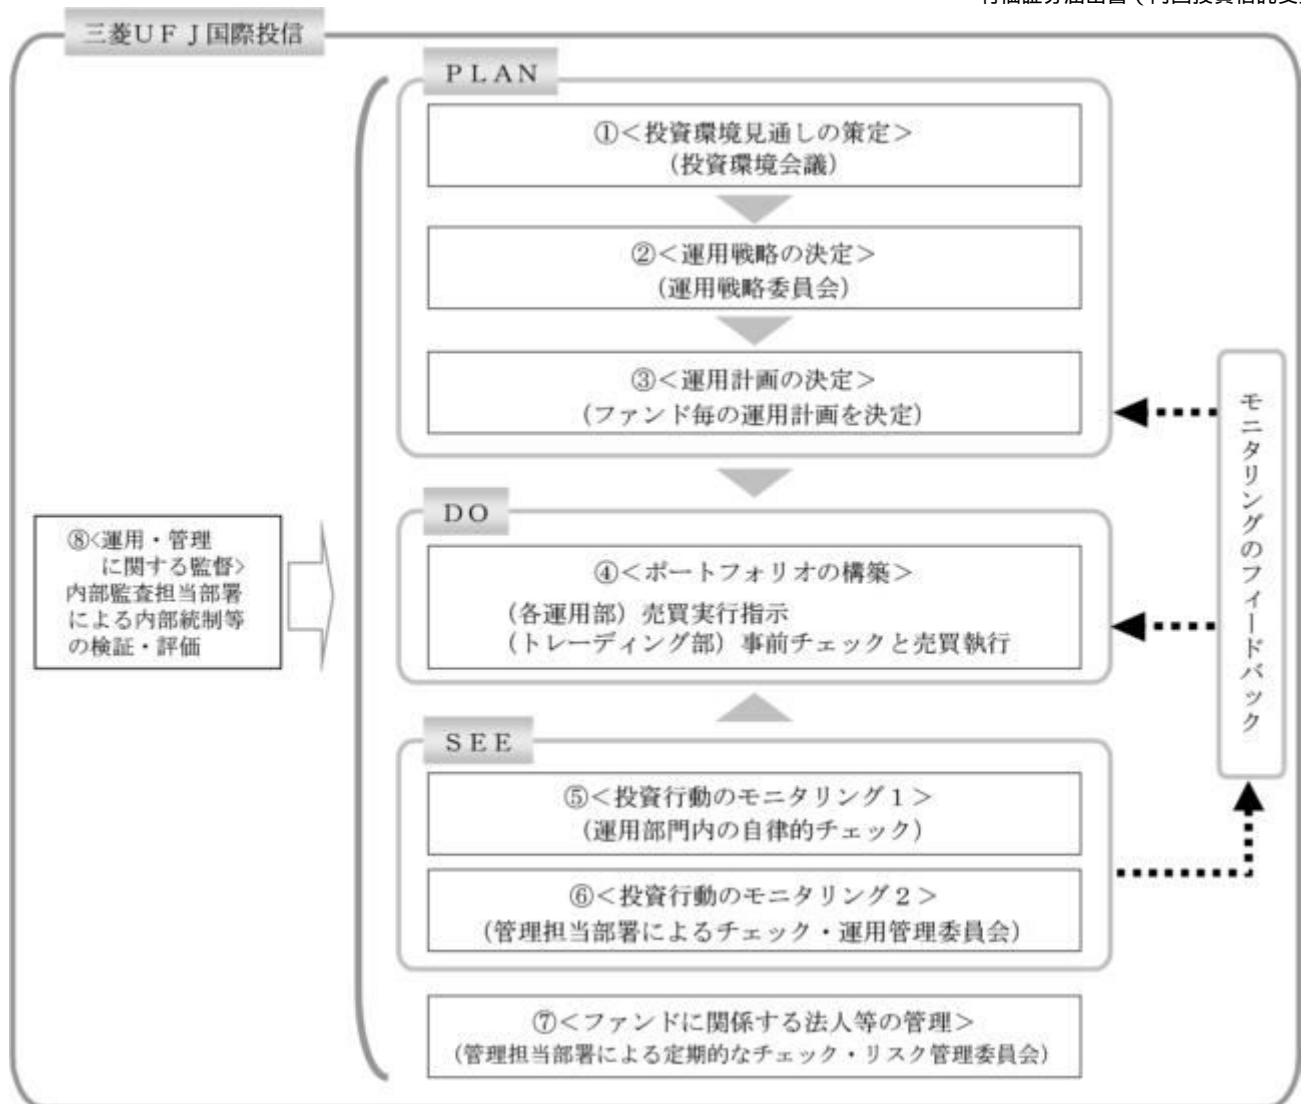 三菱ＵＦＪ国際投信
ＰＬＡＮ
①＜投資環境見通しの策定＞
（投資環境会議）
②＜運用戦略の決定＞
（運用戦略委員会）
③＜運用計画の決定＞
（ファンド毎の運用計画を決定）
ＤＯ
④＜ポートフォリオの構築＞
（各運用部）売買実行指示
（トレーディング部）事前チェックと売買執行
ＳＥＥ
⑤＜投資行動のモニタリング１＞
（運用部門内の自律的チェック）
⑥＜投資行動のモニタリング２＞
（管理担当部署によるチェック・運用管理委員会）
⑦＜ファンドに関係する法人等の管理＞
（管理担当部署による定期的なチェック・リスク管理委員会）
⑧<運用・管理
に関する監督>
内部監査担当部署
による内部統制等
の検証・評価
モニタリングのフィードバック